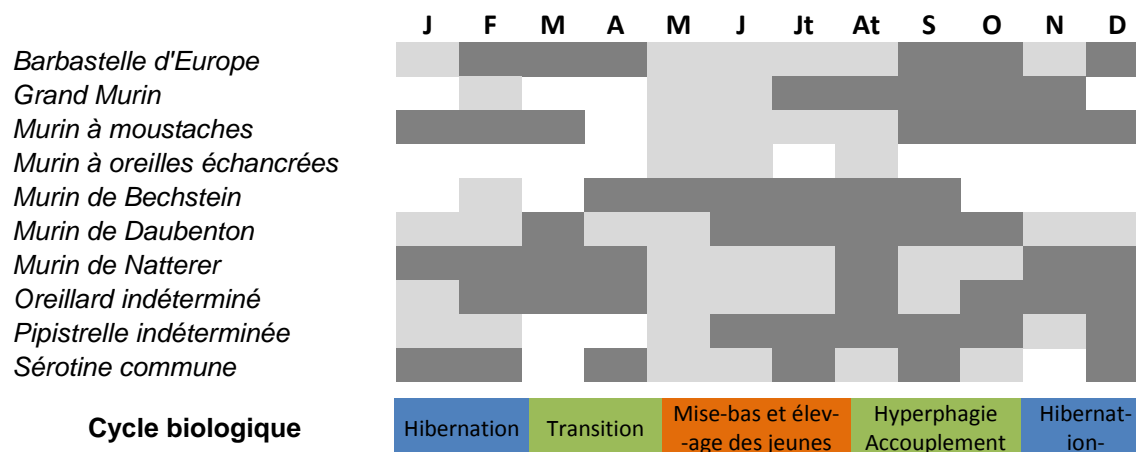 J F M A M J Jt At S O N D
Barbastelle d'Europe
Grand Murin
Murin à moustaches
Murin à oreilles échancrées
Murin de Bechstein
Murin de Daubenton
Murin de Natterer
Oreillard indéterminé
Pipistrelle indéterminée
Sérotine commune
Cycle biologique
Hibernation
Transition
Mise-bas et élev-
-age des jeunes
Hyperphagie
Accouplement
Hibernat-
ion-